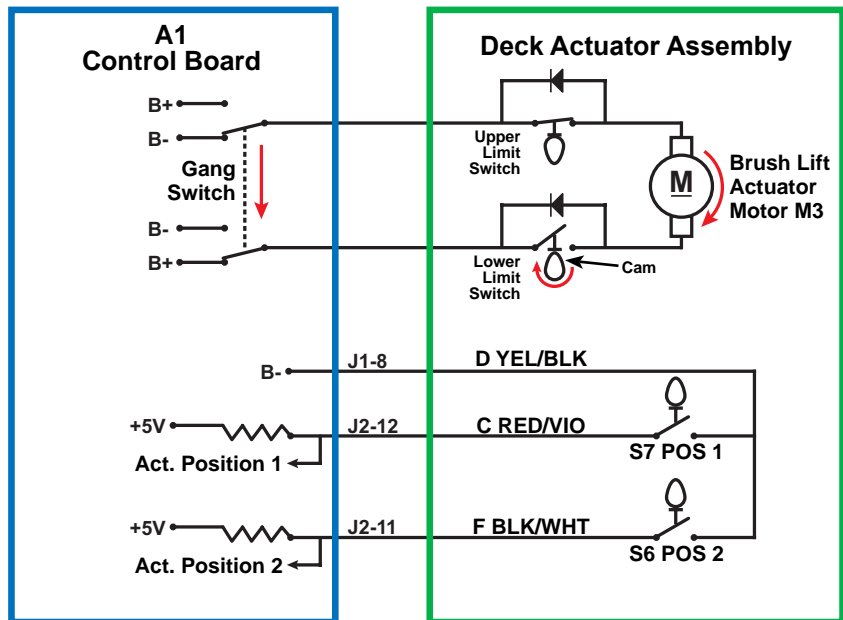 A1
Control Board
Deck Actuator Assembly
B+
B-
Gang
Switch
B-
B+
Upper
Limit
Switch
M
Brush Lift
Actuator
Motor M3
Lower
Limit
Switch
Cam
B-
J1-8
D YEL/BLK
+5V
J2-12
C RED/VIO
S7 POS 1
Act. Position 1
+5V
J2-11
F BLK/WHT
S6 POS 2
Act. Position 2